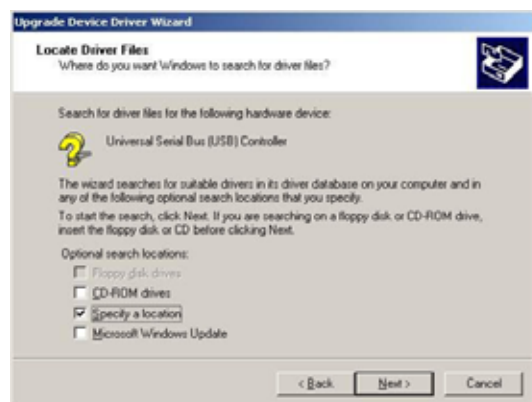 Upgrade Device Driver Wizard
Locate Driver Files
Where do you want Windows to search for driver files?
Search for driver files for the following hardware device:
Universal Serial Bus (USB) Controller
The wizard searches for suitable drivers in its driver database on your computer and in
any of the following optional search locations that you specify.
To start the search, click Next. If you are searching on a floppy disk or CD-ROM drive,
insert the floppy disk or CD before clicking Next.
Optional search locations:
Floppy disk drives
CD-ROM drives
Specify a location
Microsoft Windows Update
< Back
Next >
Cancel